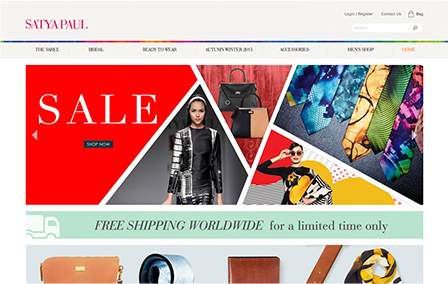 Login / Register Contact Us Bag
SATYA PAUL
Search
THE SAREE BRIDAL READY TO WEAR AUTUMN WINTER 2015 ACCESSORIES MEN'S SHOP HOME
SALE
SHOP NOW
FREE SHIPPING WORLDWIDE for a limited time only